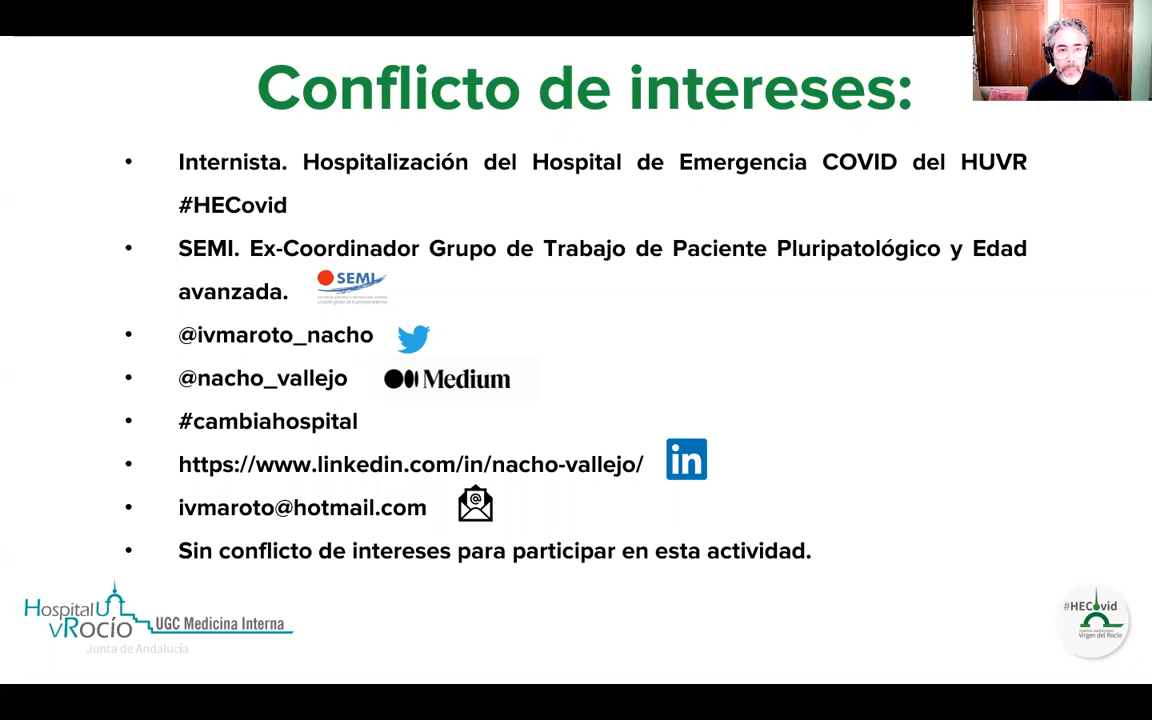 Conflicto de intereses:
• Internista. Hospitalización del Hospital de Emergencia COVID del HUVR
#HECovid
• SEMI. Ex-Coordinador Grupo de Trabajo de Paciente Pluripatológico y Edad
avanzada. SEMI
• @ivmaroto_nacho
• @nacho_vallejo Medium
• #cambiahospital
• https://www.linkedin.com/in/nacho-vallejo/ in
• ivmaroto@hotmail.com @
• Sin conflicto de intereses para participar en esta actividad.
Hospital U
vRocío UGC Medicina Interna
Junta de Andalucía
#HECovid
Virgen del Rocío